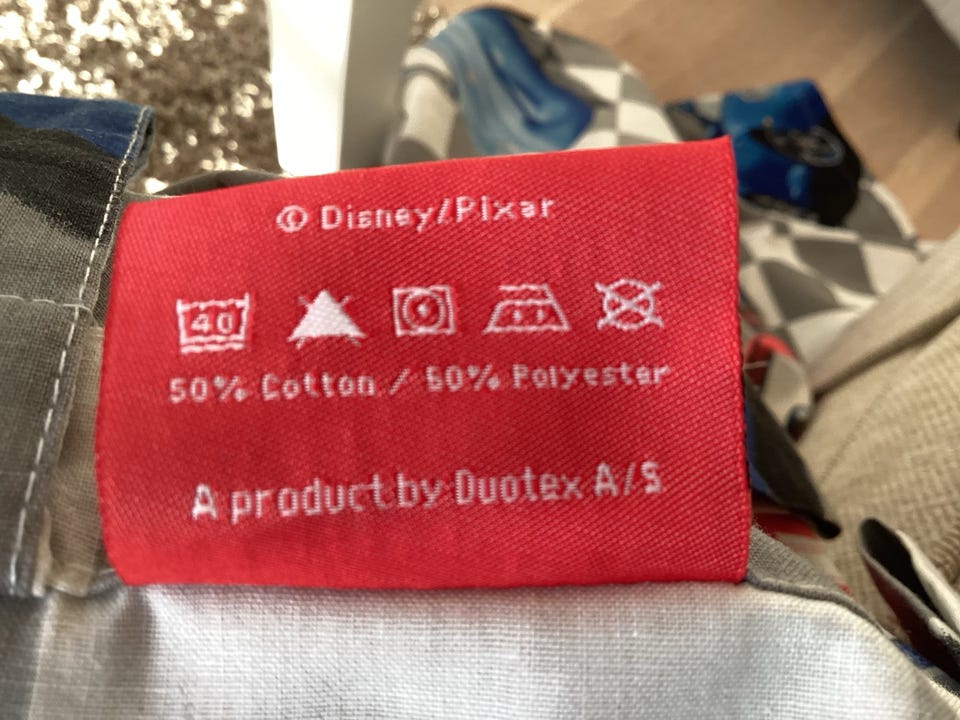 © Disney/Pixar
40
50% Cotton / 50% Polyester
A product by Duotex A/S